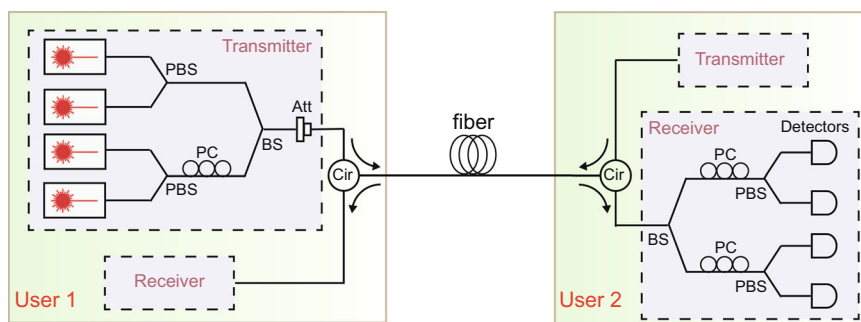 Transmitter
PBS
Att
PC
BS
PBS
Cir
Receiver
User 1
fiber
Transmitter
Receiver
Detectors
Cir
PC
PBS
BS
PC
PBS
User 2